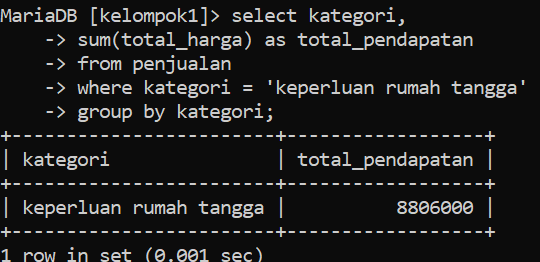 MariaDB [kelompok1]> select kategori,
    -> sum(total_harga) as total_pendapatan
    -> from penjualan
    -> where kategori = 'keperluan rumah tangga'
    -> group by kategori;
+------------------------+------------------+
| kategori               | total_pendapatan |
+------------------------+------------------+
| keperluan rumah tangga |          8806000 |
+------------------------+------------------+
1 row in set (0.001 sec)